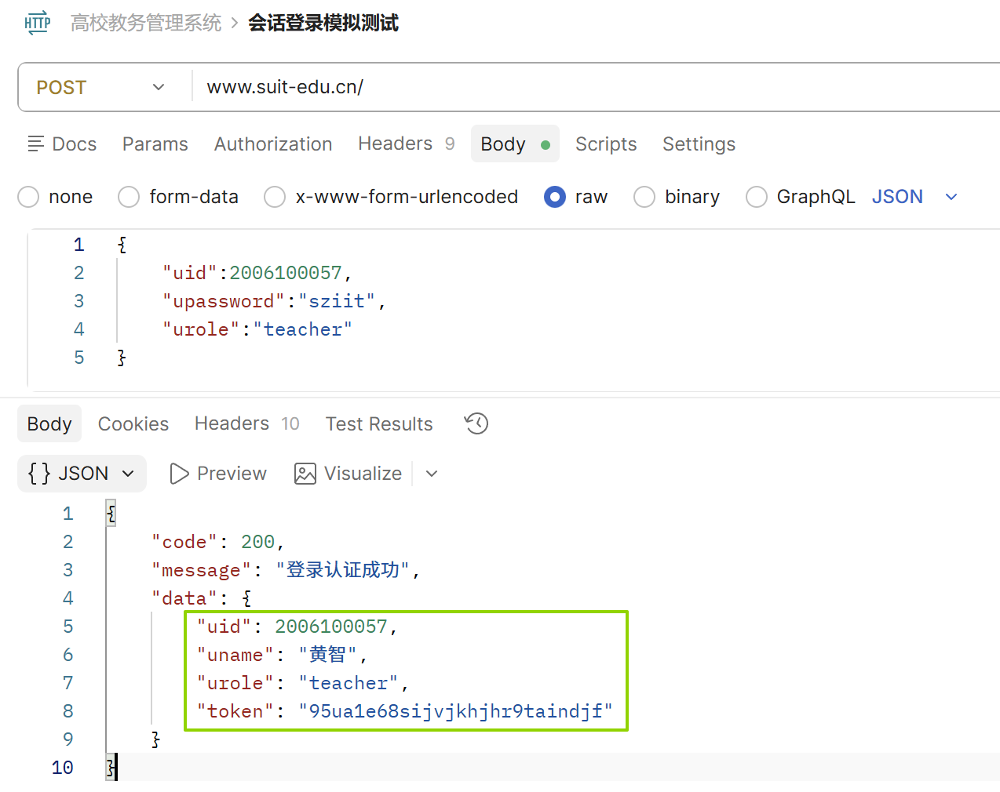 HTTP 高校教务管理系统 > 会话登录模拟测试
POST www.suit-edu.cn/
Docs Params Authorization Headers 9 Body Scripts Settings
none form-data x-www-form-urlencoded raw binary GraphQL JSON
1 {
2 "uid":2006100057,
3 "upassword":"sziit",
4 "urole":"teacher"
5 }
Body Cookies Headers 10 Test Results
{} JSON Preview Visualize
1 {
2 "code": 200,
3 "message": "登录认证成功",
4 "data": {
5 "uid": 2006100057,
6 "uname": "黄智",
7 "urole": "teacher",
8 "token": "95ua1e68sijvjkhjhr9taindjf"
9 }
10 }